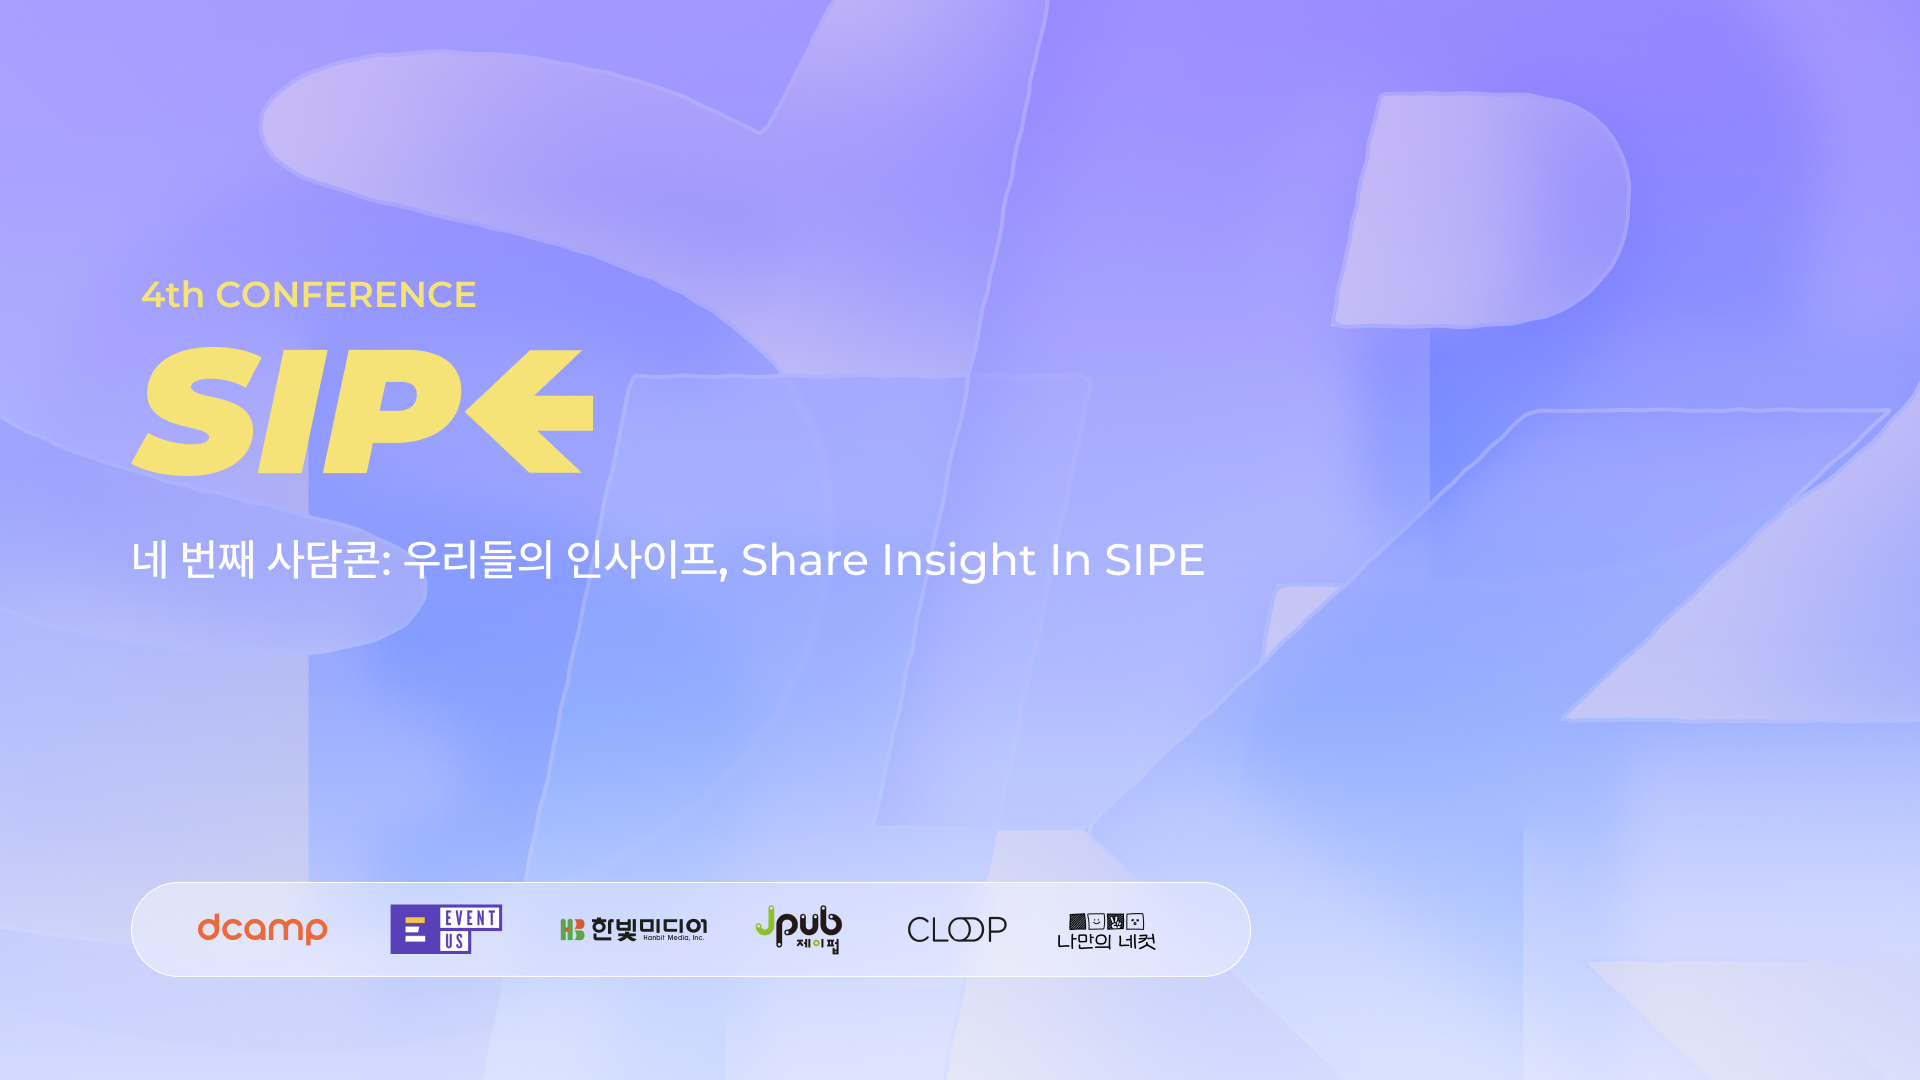 4th CONFERENCE
SIPE
네 번째 사담콘: 우리들의 인사이프, Share Insight In SIPE
dcamp
EVENT
US
한빛미디어
Hanbit Media, Inc.
Jpub
제이펍
CLOOP
나만의 네컷